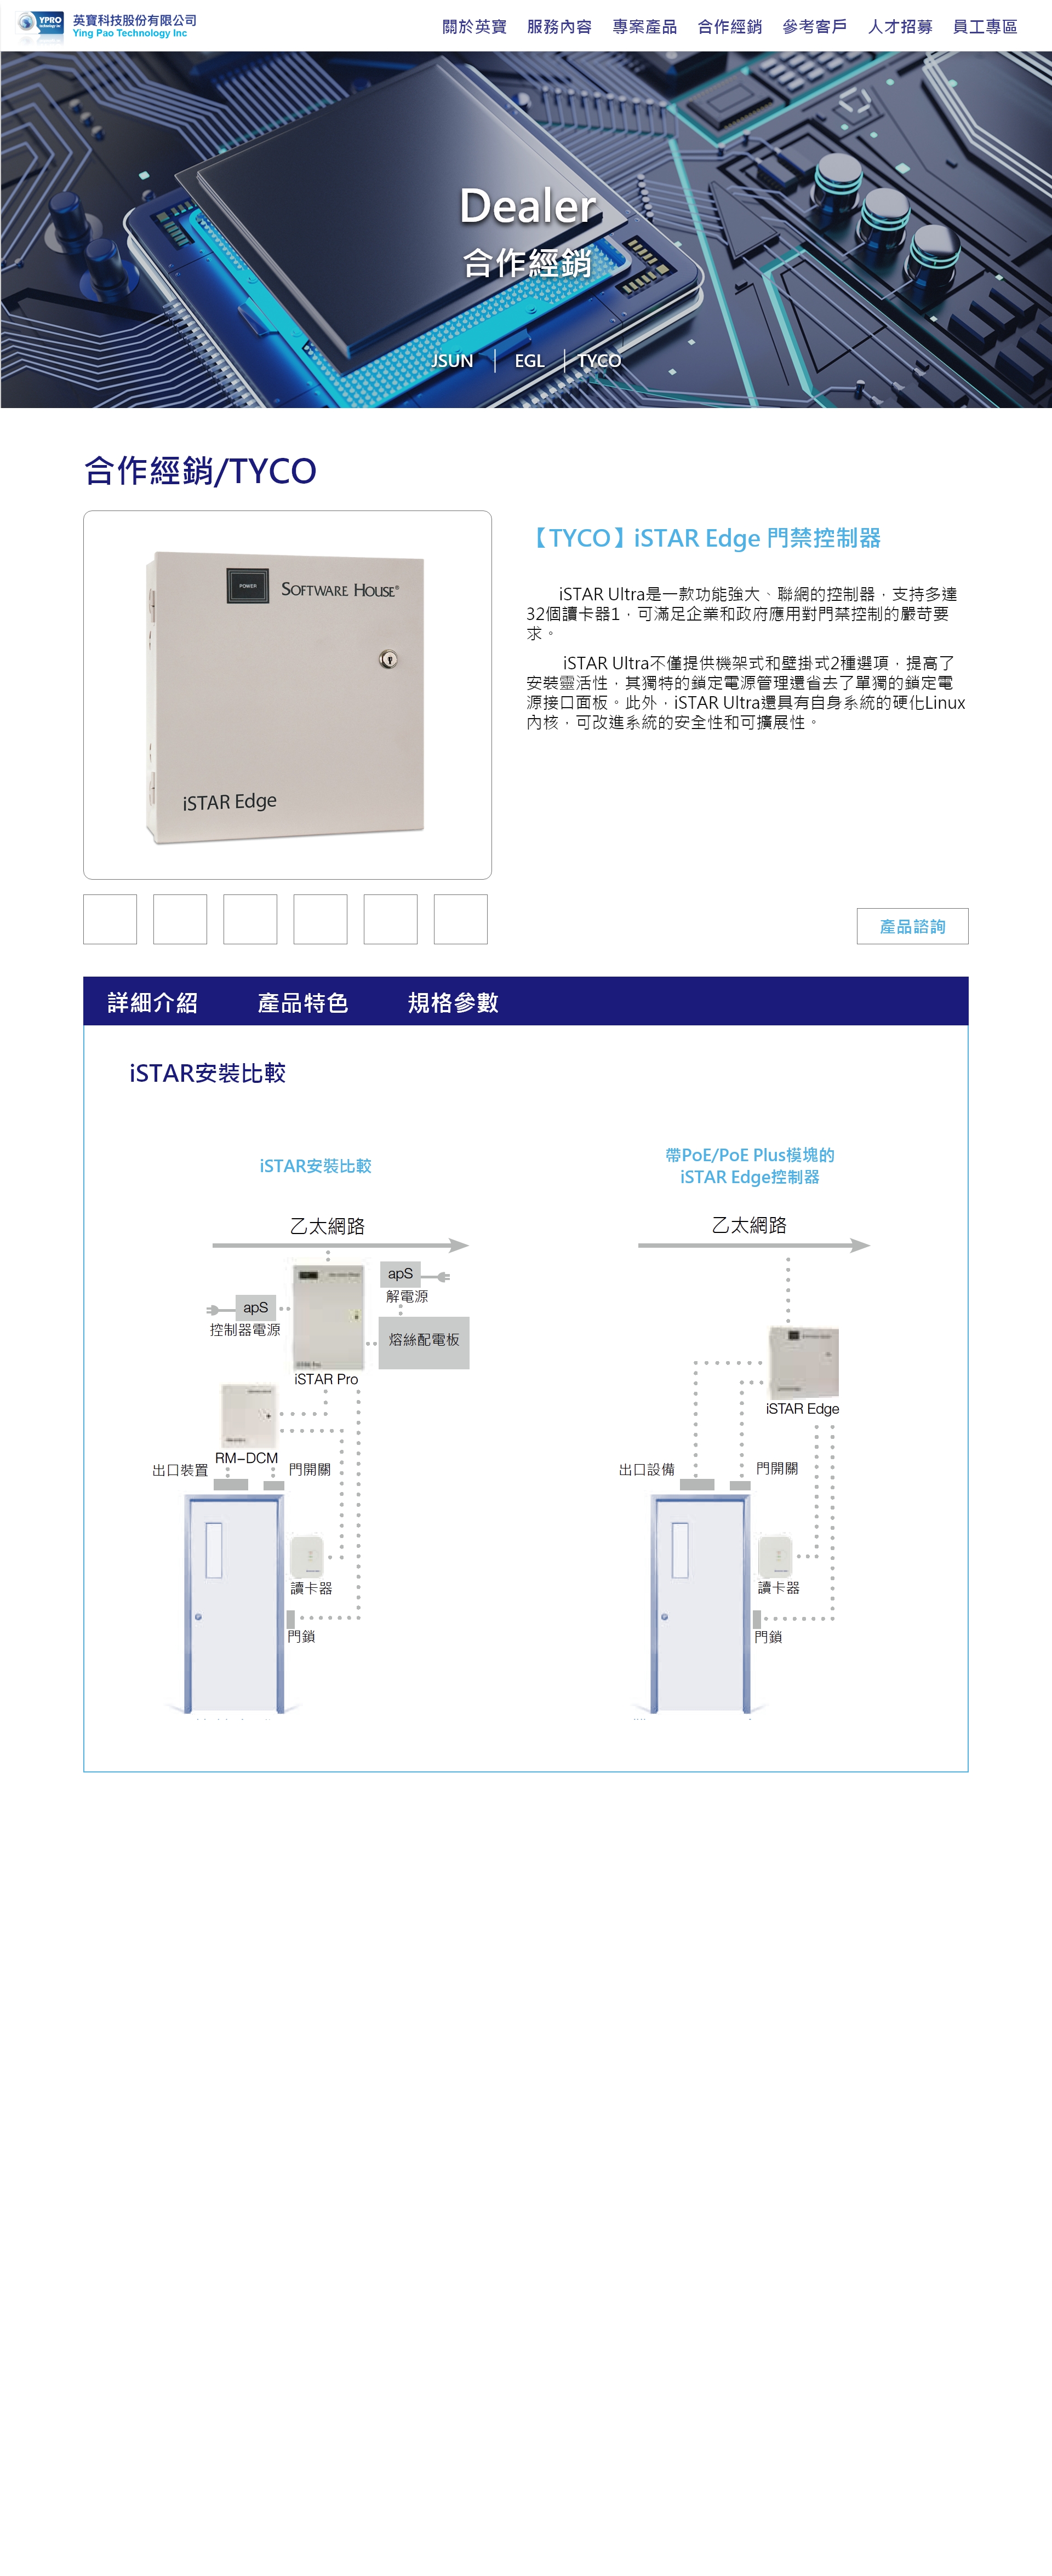 YPRO
technology inc
英寶科技股份有限公司
Ying Pao Technology Inc
關於英寶 服務內容 專案產品 合作經銷 參考客戶 人才招募 員工專區
Dealer
合作經銷
JSUN | EGL | TYCO
合作經銷/TYCO
POWER
SOFTWARE HOUSE®
iSTAR Edge
【TYCO】iSTAR Edge 門禁控制器
iSTAR Ultra是一款功能強大、聯網的控制器，支持多達
32個讀卡器1，可滿足企業和政府應用對門禁控制的嚴苛要
求。
iSTAR Ultra不僅提供機架式和壁掛式2種選項，提高了
安裝靈活性，其獨特的鎖定電源管理還省去了單獨的鎖定電
源接口面板。此外，iSTAR Ultra還具有自身系統的硬化Linux
內核，可改進系統的安全性和可擴展性。
產品諮詢
詳細介紹 產品特色 規格參數
iSTAR安裝比較
iSTAR安裝比較
乙太網路
apS
解電源
apS
控制器電源
熔絲配電板
iSTAR Pro
RM-DCM
出口裝置
門開關
讀卡器
門鎖
帶PoE/PoE Plus模塊的
iSTAR Edge控制器
乙太網路
iSTAR Edge
出口設備
門開關
讀卡器
門鎖